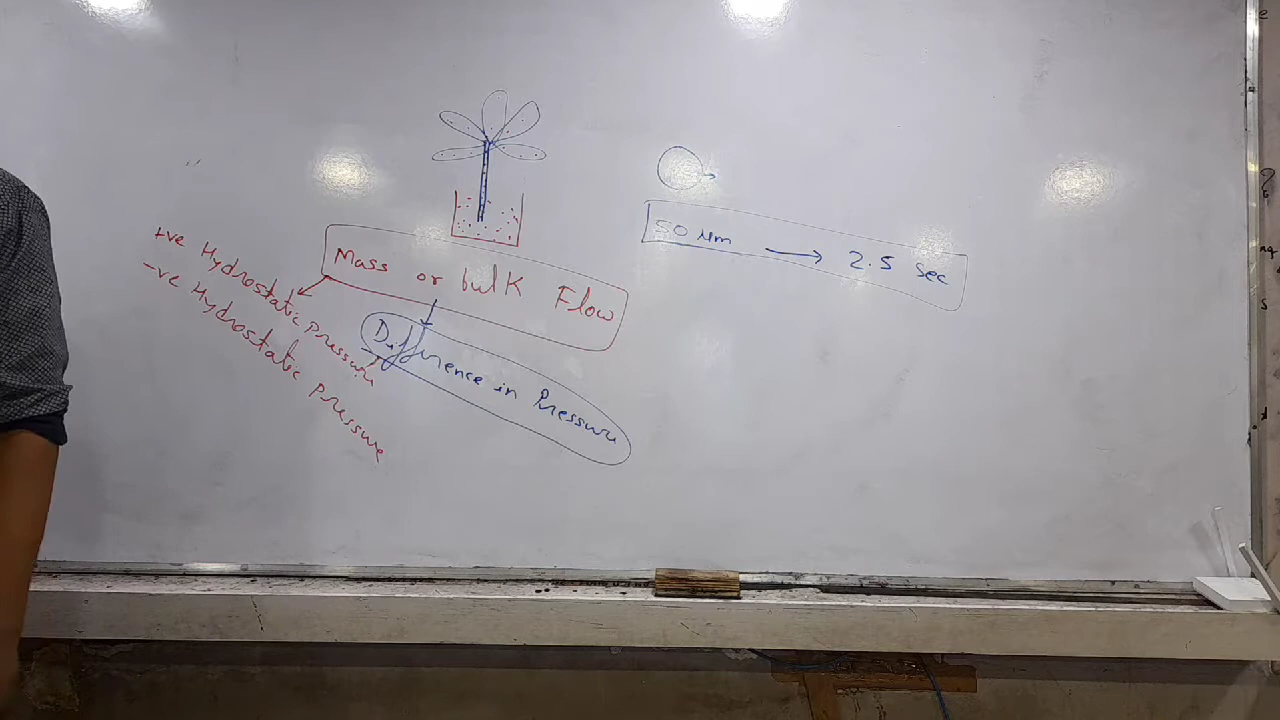 50 μm → 2.5 Sec
Mass or bulk Flow
+ve Hydrostatic Pressure
-ve Hydrostatic Pressure
Difference in Pressure